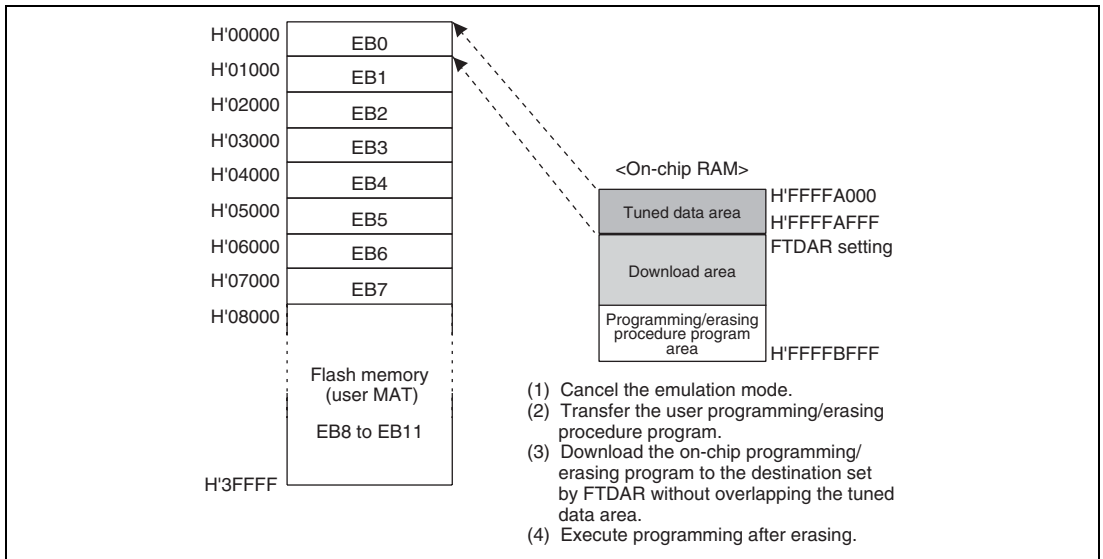 H'00000
EB0
H'01000
EB1
H'02000
EB2
H'03000
EB3
H'04000
EB4
H'05000
EB5
H'06000
EB6
H'07000
EB7
H'08000
Flash memory
(user MAT)
EB8 to EB11
H'3FFFF
<On-chip RAM>
H'FFFFA000
Tuned data area
H'FFFFAFFF
FTDAR setting
Download area
Programming/erasing
procedure program
area
H'FFFFBFFF
(1) Cancel the emulation mode.
(2) Transfer the user programming/erasing
procedure program.
(3) Download the on-chip programming/
erasing program to the destination set
by FTDAR without overlapping the tuned
data area.
(4) Execute programming after erasing.